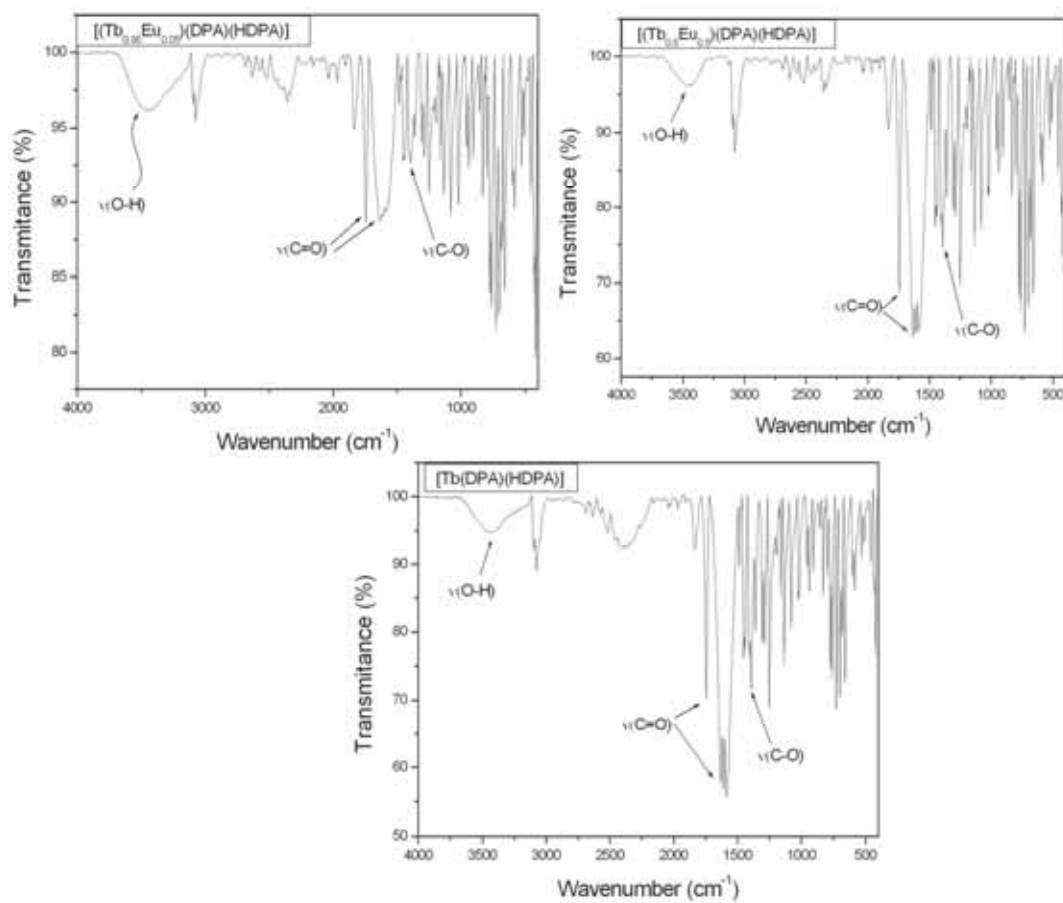 [(Tb0.95Eu0.05)(DPA)(HDPA)]
100
95
90
85
80
Transmitance (%)
ν(O-H)
ν(C=O)
ν(C-O)
4000
3000
2000
1000
Wavenumber (cm-1)
[(Tb0.5Eu0.5)(DPA)(HDPA)]
100
90
80
70
60
Transmitance (%)
ν(O-H)
ν(C=O)
ν(C-O)
4000
3500
3000
2500
2000
1500
1000
500
Wavenumber (cm-1)
[Tb(DPA)(HDPA)]
100
90
80
70
60
50
Transmitance (%)
ν(O-H)
ν(C=O)
ν(C-O)
4000
3500
3000
2500
2000
1500
1000
500
Wavenumber (cm-1)